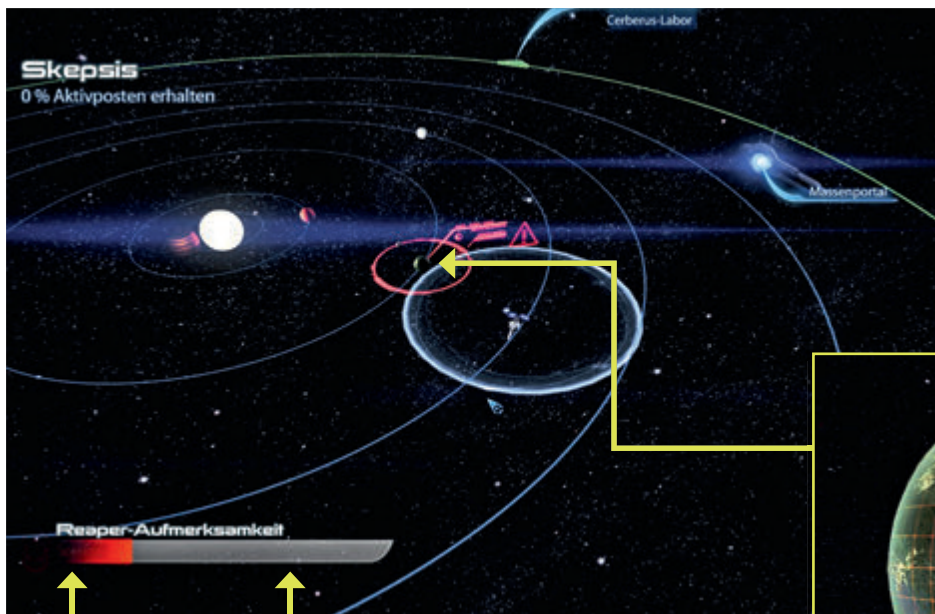 Cerberus-Labor
Skepsis
0 % Aktivposten erhalten
Massenportal
Reaper-Aufmerksamkeit